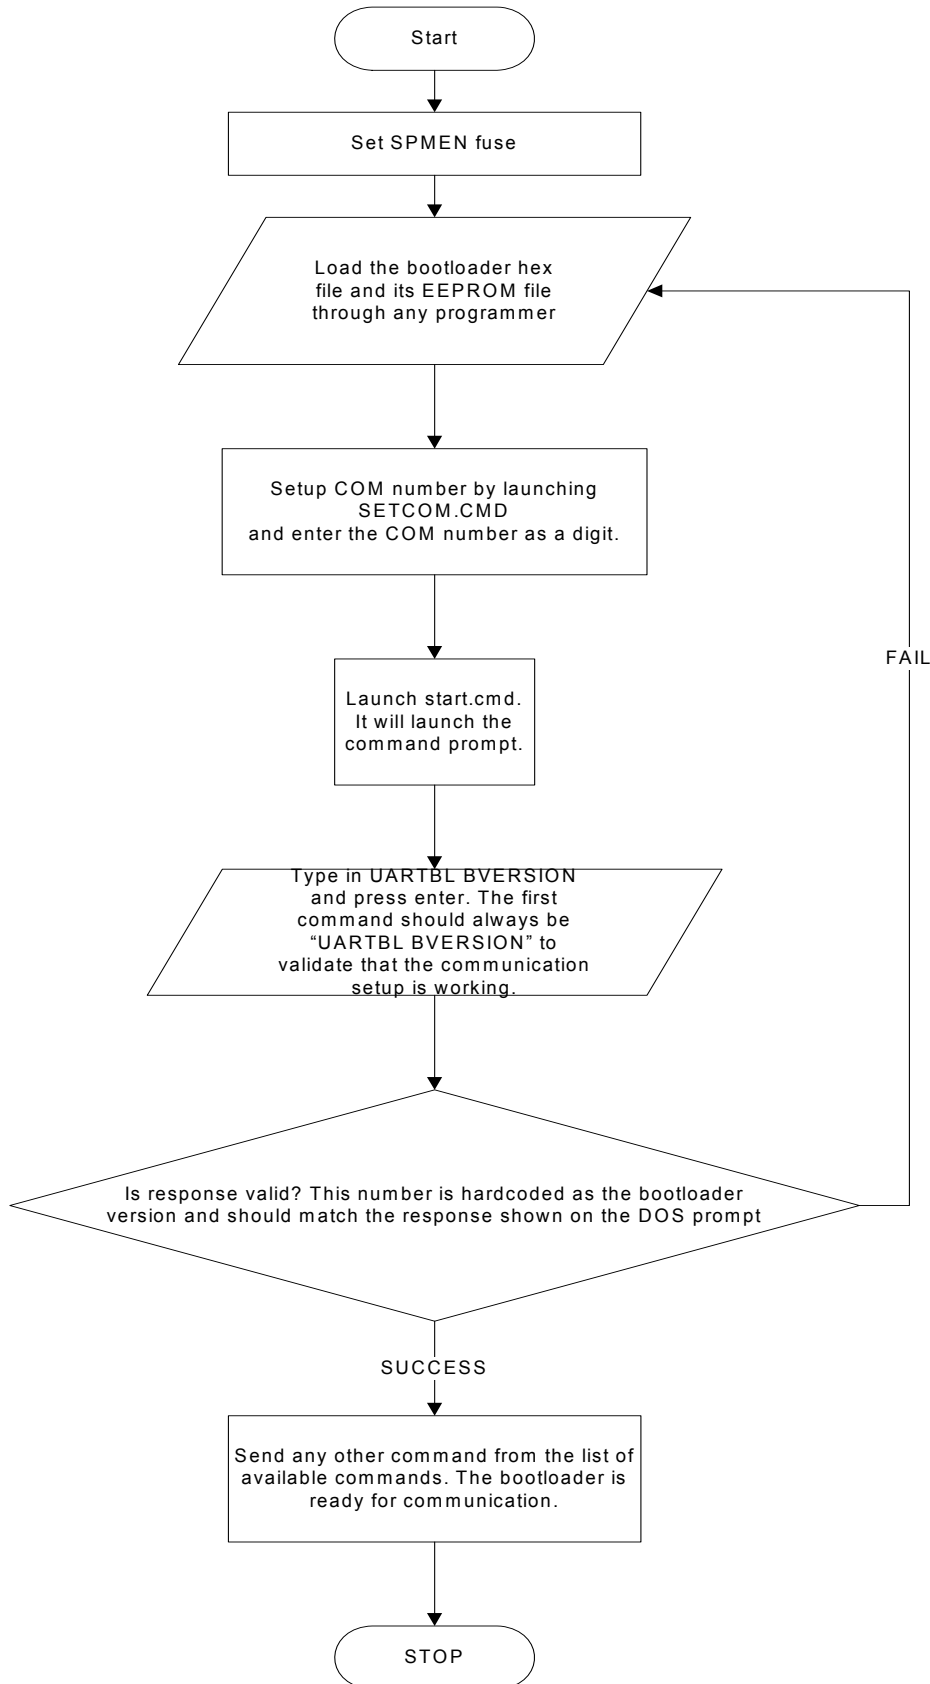 Start
Set SPMEN fuse
Load the bootloader hex
file and its EEPROM file
through any programmer
Setup COM number by launching
SETCOM.CMD
and enter the COM number as a digit.
FAIL
Launch start.cmd.
It will launch the
command prompt.
Type in UARTBL BVERSION
and press enter. The first
command should always be
“UARTBL BVERSION” to
validate that the communication
setup is working.
Is response valid? This number is hardcoded as the bootloader
version and should match the response shown on the DOS prompt
SUCCESS
Send any other command from the list of
available commands. The bootloader is
ready for communication.
STOP